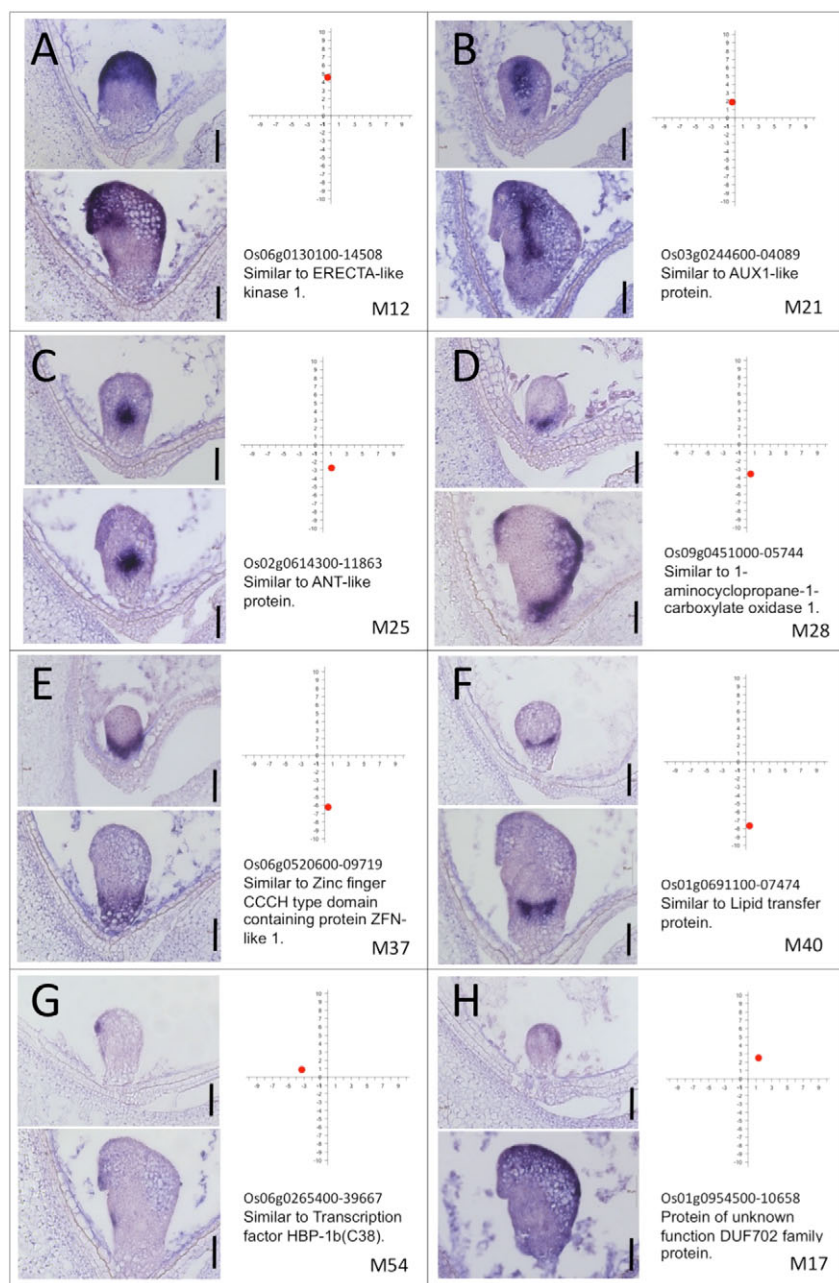 A
Os06g0130100-14508
Similar to ERECTA-like
kinase 1.
M12
B
Os03g0244600-04089
Similar to AUX1-like
protein.
M21
C
Os02g0614300-11863
Similar to ANT-like
protein.
M25
D
Os09g0451000-05744
Similar to 1-
aminocyclopropane-1-
carboxylate oxidase 1.
M28
E
Os06g0520600-09719
Similar to Zinc finger
CCCH type domain
containing protein ZFN-
like 1.
M37
F
Os01g0691100-07474
Similar to Lipid transfer
protein.
M40
G
Os06g0265400-39667
Similar to Transcription
factor HBP-1b(C38).
M54
H
Os01g0954500-10658
Protein of unknown
function DUF702 family
protein.
M17